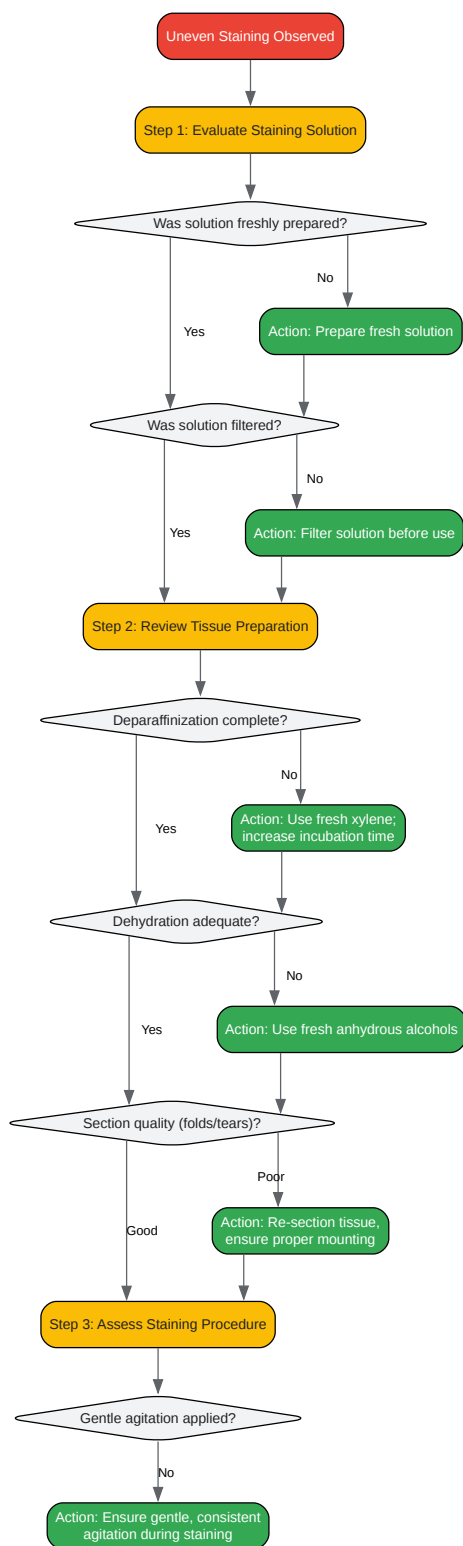 Uneven Staining Observed
Step 1: Evaluate Staining Solution
Was solution freshly prepared?
No
Yes
Action: Prepare fresh solution
Was solution filtered?
No
Yes
Action: Filter solution before use
Step 2: Review Tissue Preparation
Deparaffinization complete?
No
Yes
Action: Use fresh xylene;
increase incubation time
Dehydration adequate?
No
Yes
Action: Use fresh anhydrous alcohols
Section quality (folds/tears)?
Poor
Good
Action: Re-section tissue,
ensure proper mounting
Step 3: Assess Staining Procedure
Gentle agitation applied?
No
Action: Ensure gentle, consistent
agitation during staining